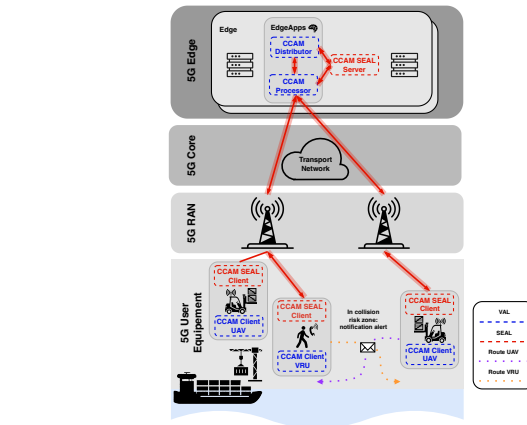 5G Edge
Edge
EdgeApps
CCAM
Distributor
CCAM SEAL
Server
CCAM
Processor
5G Core
Transport
Network
5G RAN
5G User
Equipement
CCAM SEAL
Client
CCAM Client
UAV
CCAM SEAL
Client
CCAM Client
VRU
In collision
risk zone:
notification alert
CCAM SEAL
Client
CCAM Client
UAV
VAL
SEAL
Route UAV
Route VRU